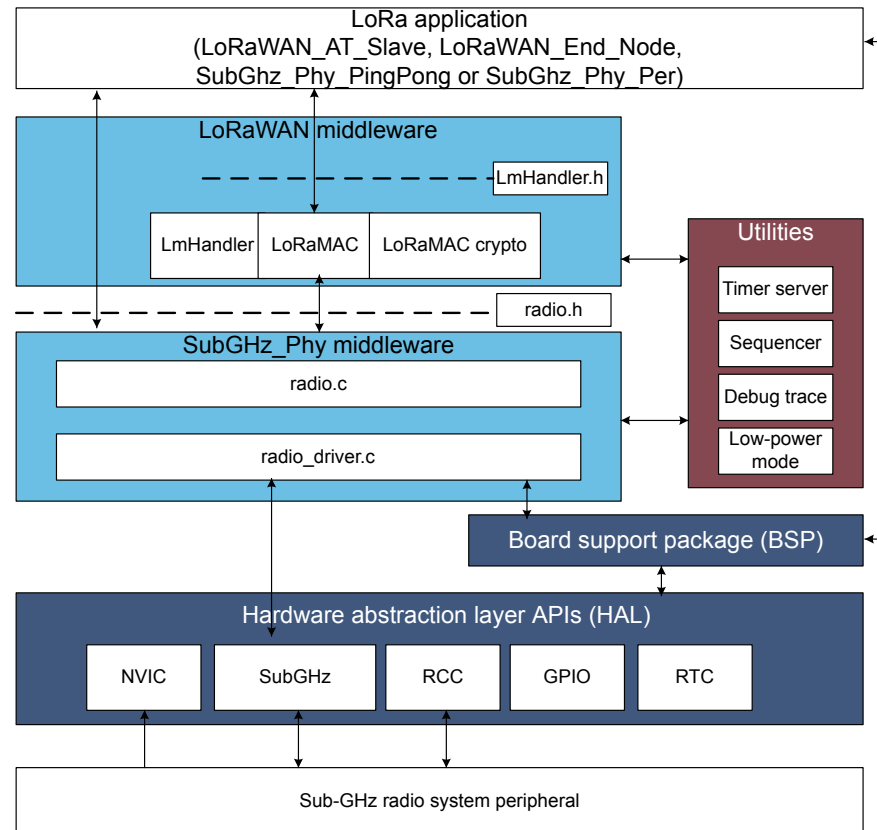 LoRa application
(LoRaWAN_AT_Slave, LoRaWAN_End_Node,
SubGhz_Phy_PingPong or SubGhz_Phy_Per)
LoRaWAN middleware
LmHandler.h
LmHandler
LoRaMAC
LoRaMAC crypto
Utilities
Timer server
Sequencer
Debug trace
Low-power
mode
radio.h
SubGHz_Phy middleware
radio.c
radio_driver.c
Board support package (BSP)
Hardware abstraction layer APIs (HAL)
NVIC
SubGHz
RCC
GPIO
RTC
Sub-GHz radio system peripheral